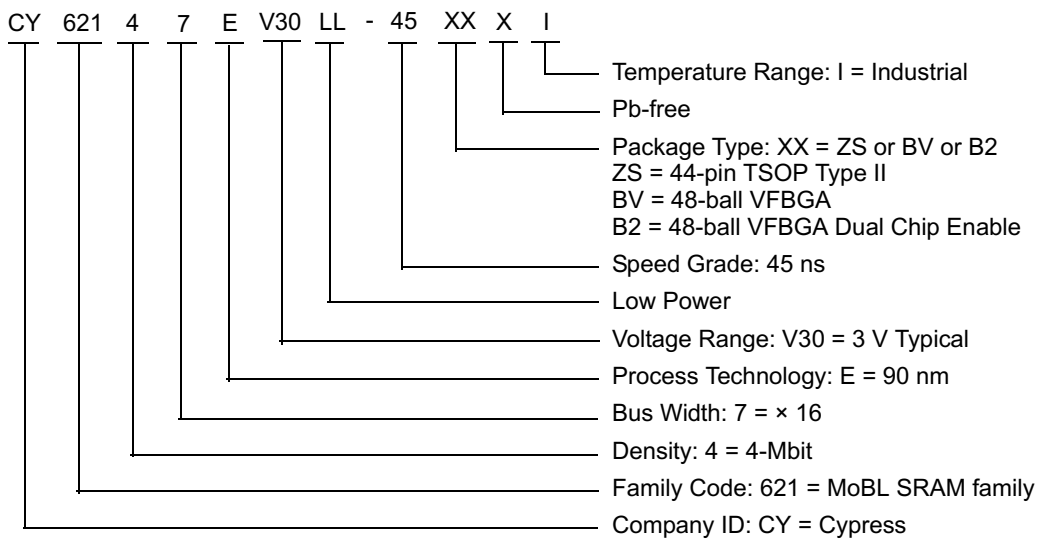 CY 621 4 7 E V30 LL - 45 XX X I
Temperature Range: I = Industrial
Pb-free
Package Type: XX = ZS or BV or B2
ZS = 44-pin TSOP Type II
BV = 48-ball VFBGA
B2 = 48-ball VFBGA Dual Chip Enable
Speed Grade: 45 ns
Low Power
Voltage Range: V30 = 3 V Typical
Process Technology: E = 90 nm
Bus Width: 7 = × 16
Density: 4 = 4-Mbit
Family Code: 621 = MoBL SRAM family
Company ID: CY = Cypress